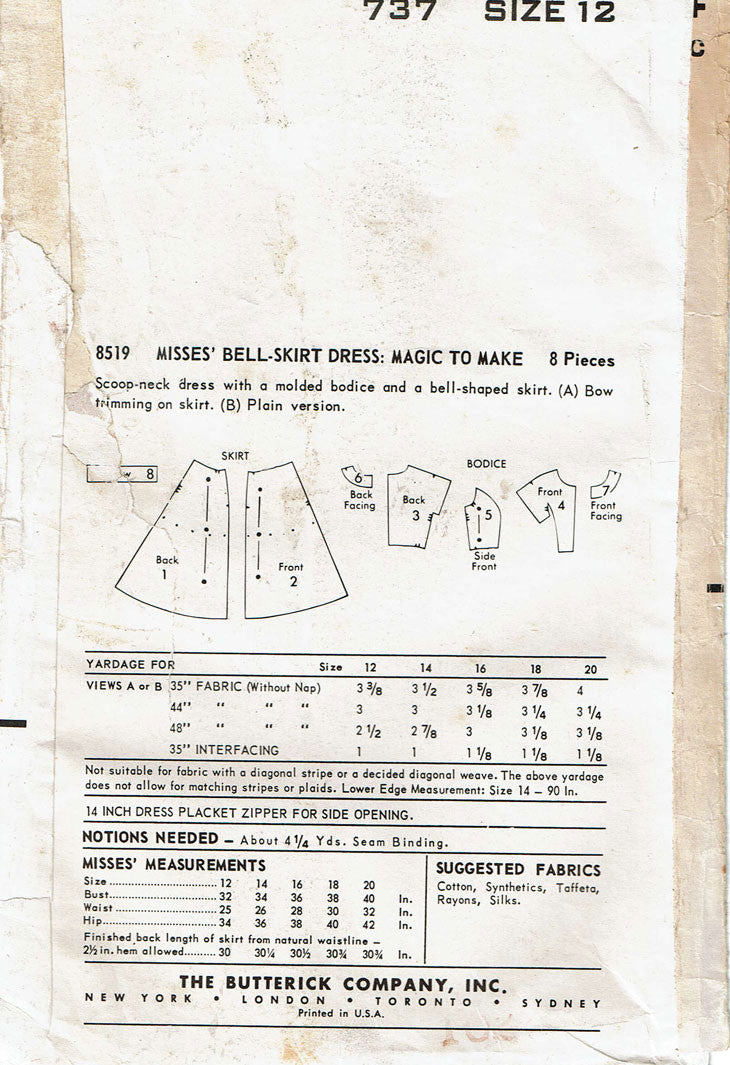 737 SIZE 12
8519 MISSES' BELL-SKIRT DRESS: MAGIC TO MAKE 8 Pieces
Scoop-neck dress with a molded bodice and a bell-shaped skirt. (A) Bow
trimming on skirt. (B) Plain version.
SKIRT
BODICE
8
Back
1
Front
2
6
Back
Facing
Back
3
5
Side
Front
Front
4
7
Front
Facing
YARDAGE FOR Size 12 14 16 18 20
VIEWS A or B 35" FABRIC (Without Nap) 3 3/8 3 1/2 3 5/8 3 7/8 4
44" " " " 3 3 3 1/8 3 1/4 3 1/4
48" " " " 2 1/2 2 7/8 3 3 1/8 3 1/8
35" INTERFACING 1 1 1 1/8 1 1/8 1 1/8
Not suitable for fabric with a diagonal stripe or a decided diagonal weave. The above yardage
does not allow for matching stripes or plaids. Lower Edge Measurement: Size 14 – 90 In.
14 INCH DRESS PLACKET ZIPPER FOR SIDE OPENING.
NOTIONS NEEDED – About 4 1/4 Yds. Seam Binding.
MISSES' MEASUREMENTS
Size 12 14 16 18 20
Bust 32 34 36 38 40 In.
Waist 25 26 28 30 32 In.
Hip 34 36 38 40 42 In.
Finished back length of skirt from natural waistline –
2½ in. hem allowed 30 30¼ 30½ 30¾ 30¾ In.
SUGGESTED FABRICS
Cotton, Synthetics, Taffeta,
Rayons, Silks.
THE BUTTERICK COMPANY, INC.
NEW YORK • LONDON • TORONTO • SYDNEY
Printed in U.S.A.